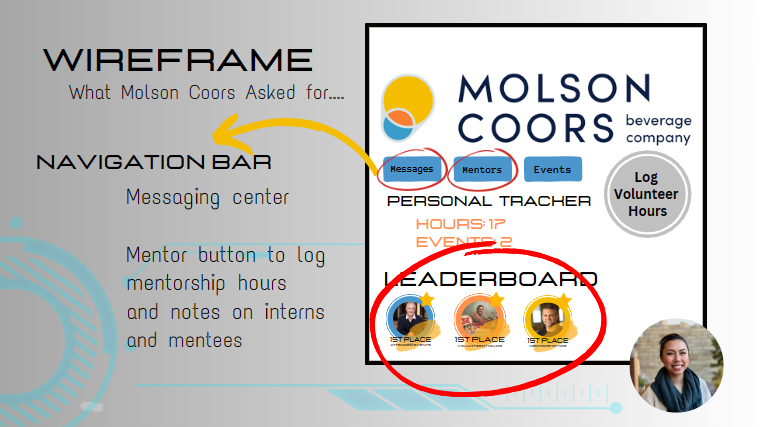 WIREFRAME
What Molson Coors Asked for....
NAVIGATION BAR
Messaging center
Mentor button to log
mentorship hours
and notes on interns
and mentees
MOLSON
COORS beverage
company
Messages Mentors Events
Log
Volunteer
Hours
PERSONAL TRACHER
HOURS: 17
EVENTS: 2
LEADERBOARD
1ST PLACE 1ST PLACE 1ST PLACE